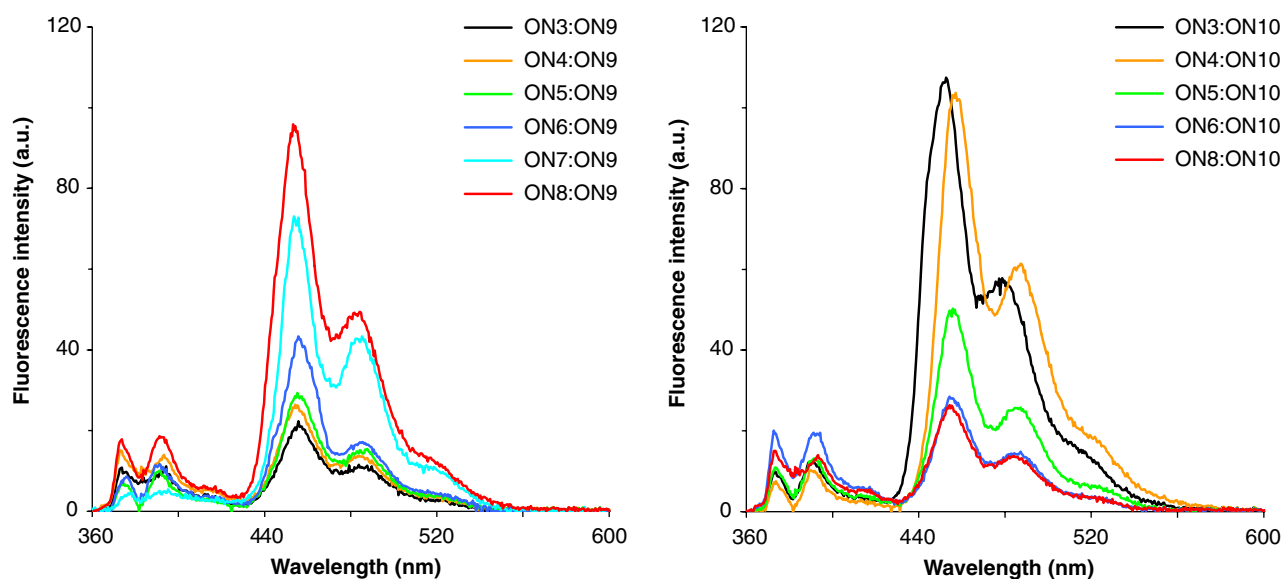 Fluorescence intensity (a.u.)
120
80
40
0
360
440
520
600
Wavelength (nm)
ON3:ON9
ON4:ON9
ON5:ON9
ON6:ON9
ON7:ON9
ON8:ON9
Fluorescence intensity (a.u.)
120
80
40
0
360
440
520
600
Wavelength (nm)
ON3:ON10
ON4:ON10
ON5:ON10
ON6:ON10
ON8:ON10